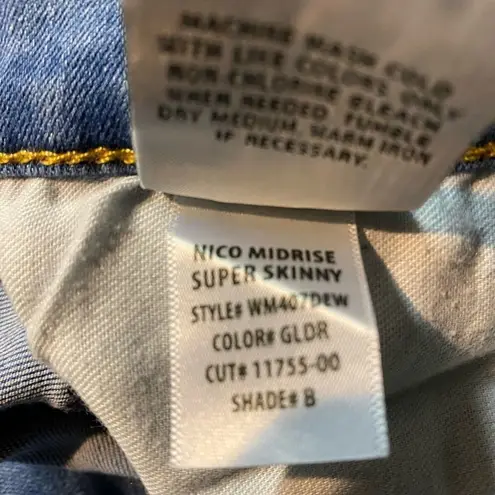 MACHINE WASH COLD
WITH LIKE COLORS. ONLY
NON-CHLORINE BLEACH
WHEN NEEDED. TUMBLE
DRY MEDIUM. WARM IRON
IF NECESSARY.
NICO MIDRISE
SUPER SKINNY
STYLE# WM407DEW
COLOR# GLDR
CUT# 11755-00
SHADE# B